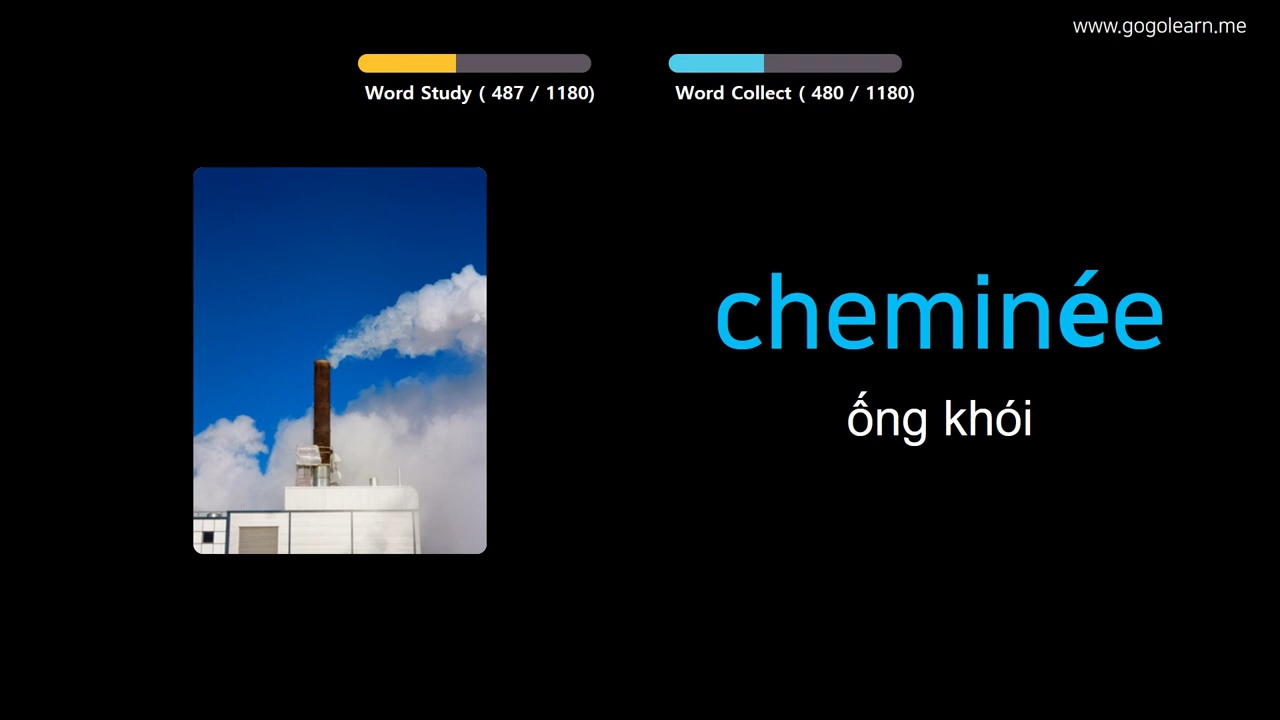 www.gogolearn.me
Word Study ( 487 / 1180)
Word Collect ( 480 / 1180)
cheminée
ống khói